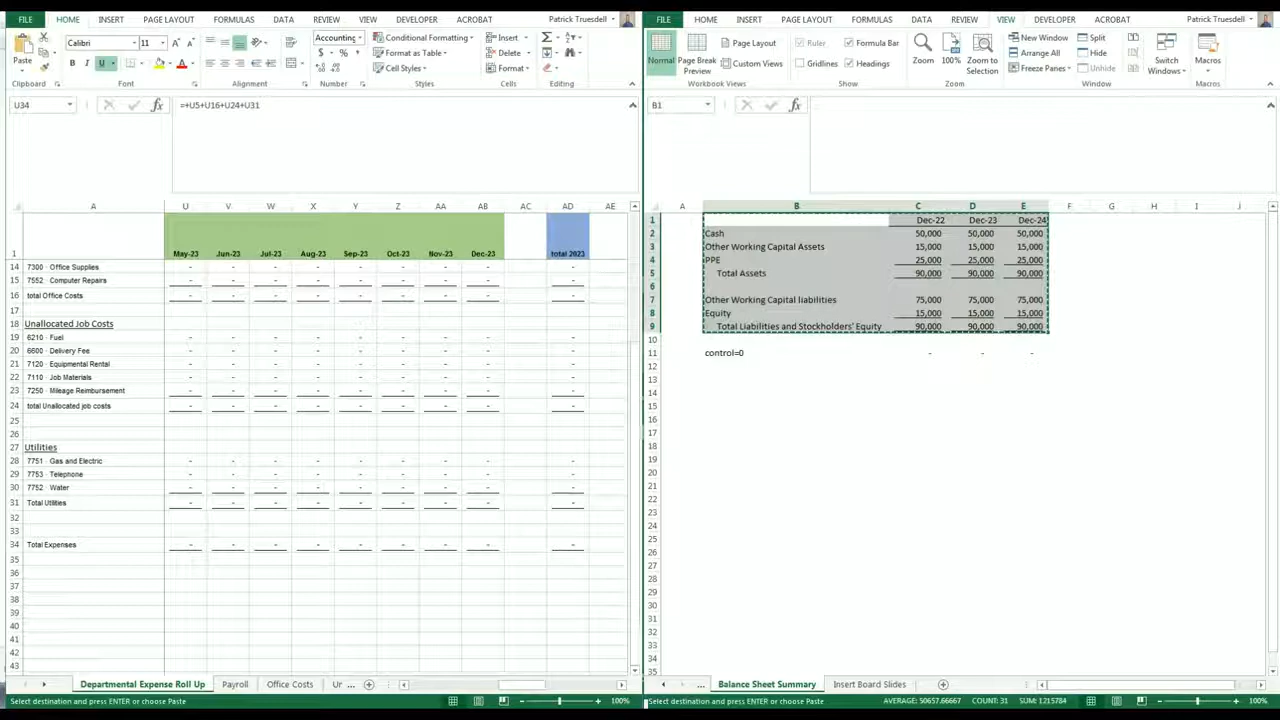 FILE HOME INSERT PAGE LAYOUT FORMULAS DATA REVIEW VIEW DEVELOPER ACROBAT Patrick Truesdell
Calibri 11 Accounting Conditional Formatting Insert
Paste Format as Table Delete
B I U $ % Cell Styles Format
Clipboard Font Alignment Number Styles Cells Editing
U34 =+U5+U16+U24+U31
A U V W X Y Z AA AB AC AD AE
1 May-23 Jun-23 Jul-23 Aug-23 Sep-23 Oct-23 Nov-23 Dec-23 total 2023
14 7300 · Office Supplies - - - - - - - - -
15 7552 · Computer Repairs - - - - - - - - -
16 total Office Costs - - - - - - - - -
17
18 Unallocated Job Costs
19 6210 · Fuel - - - - - - - - -
20 6600 · Delivery Fee - - - - - - - - -
21 7120 · Equipmental Rental - - - - - - - - -
22 7110 · Job Materials - - - - - - - - -
23 7250 · Mileage Reimbursement - - - - - - - - -
24 total Unallocated job costs - - - - - - - - -
25
26
27 Utilities
28 7751 · Gas and Electric - - - - - - - - -
29 7753 · Telephone - - - - - - - - -
30 7752 · Water - - - - - - - - -
31 Total Utilities - - - - - - - - -
32
33
34 Total Expenses - - - - - - - - -
35
36
37
38
39
40
41
42
43
Departmental Expense Roll Up Payroll Office Costs Ur ...
Select destination and press ENTER or choose Paste 100%
FILE HOME INSERT PAGE LAYOUT FORMULAS DATA REVIEW VIEW DEVELOPER ACROBAT Patrick Truesdell
Normal Page Break Preview Page Layout Custom Views Ruler Formula Bar Gridlines Headings Zoom 100% Zoom to Selection New Window Arrange All Freeze Panes Split Hide Unhide Switch Windows Macros
Workbook Views Show Zoom Window Macros
B1
A B C D E F G H I J
1 Dec-22 Dec-23 Dec-24
2 Cash 50,000 50,000 50,000
3 Other Working Capital Assets 15,000 15,000 15,000
4 PPE 25,000 25,000 25,000
5 Total Assets 90,000 90,000 90,000
6
7 Other Working Capital liabilities 75,000 75,000 75,000
8 Equity 15,000 15,000 15,000
9 Total Liabilities and Stockholders' Equity 90,000 90,000 90,000
10
11 control=0 - - -
12
13
14
15
16
17
18
19
20
21
22
23
24
25
26
27
28
29
30
31
32
33
34
35
... Balance Sheet Summary Insert Board Slides
Select destination and press ENTER or choose Paste AVERAGE: 50657.66667 COUNT: 31 SUM: 1215784 100%